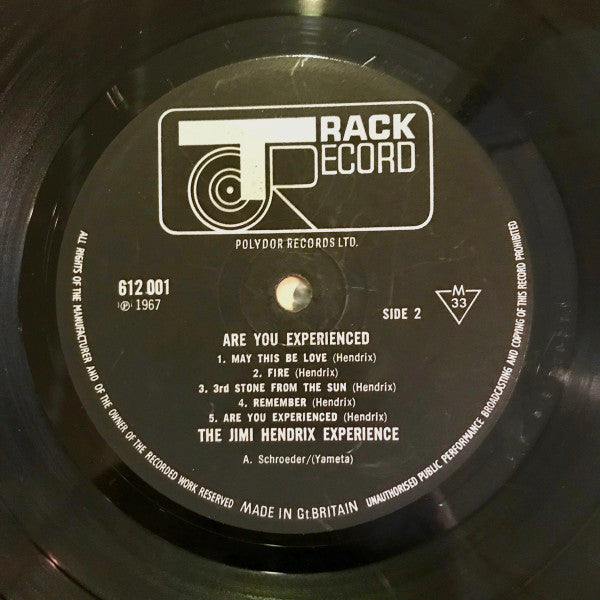 TRACK
RECORD
POLYDOR RECORDS LTD.
612 001
℗ 1967
SIDE 2
M
33
ARE YOU EXPERIENCED
1. MAY THIS BE LOVE (Hendrix)
2. FIRE (Hendrix)
3. 3rd STONE FROM THE SUN (Hendrix)
4. REMEMBER (Hendrix)
5. ARE YOU EXPERIENCED (Hendrix)
THE JIMI HENDRIX EXPERIENCE
A. Schroeder/(Yameta)
ALL RIGHTS OF THE MANUFACTURER AND OF THE OWNER OF THE RECORDED WORK RESERVED
MADE IN Gt.BRITAIN
UNAUTHORISED PUBLIC PERFORMANCE BROADCASTING AND COPYING OF THIS RECORD PROHIBITED